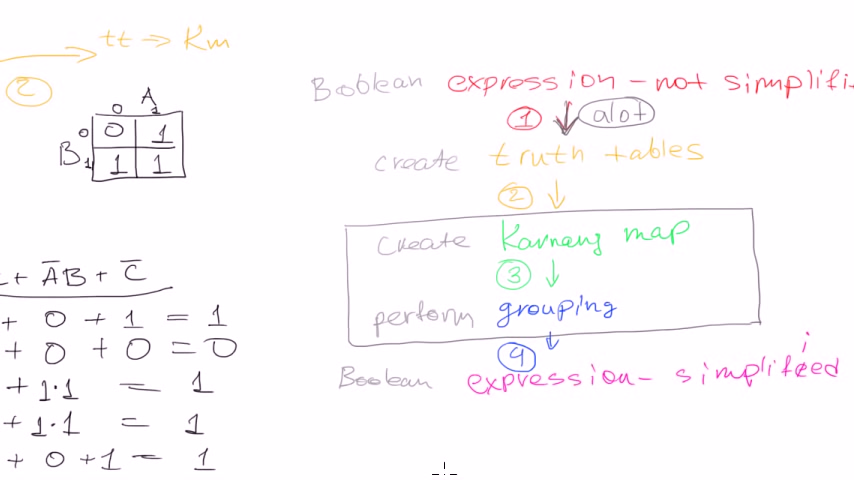 tt => Km
2
A
0 1
0 0 1
B 1 1 1
+ A̅B + C̅
+ 0 + 1 = 1
+ 0 + 0 = 0
+ 1·1 = 1
+ 1·1 = 1
+ 0 + 1 = 1
Boolean expression - not simplifi
1 alot
create truth tables
2
Create Karnang map
3
perform grouping
4
i
Boolean expression - simplifeed